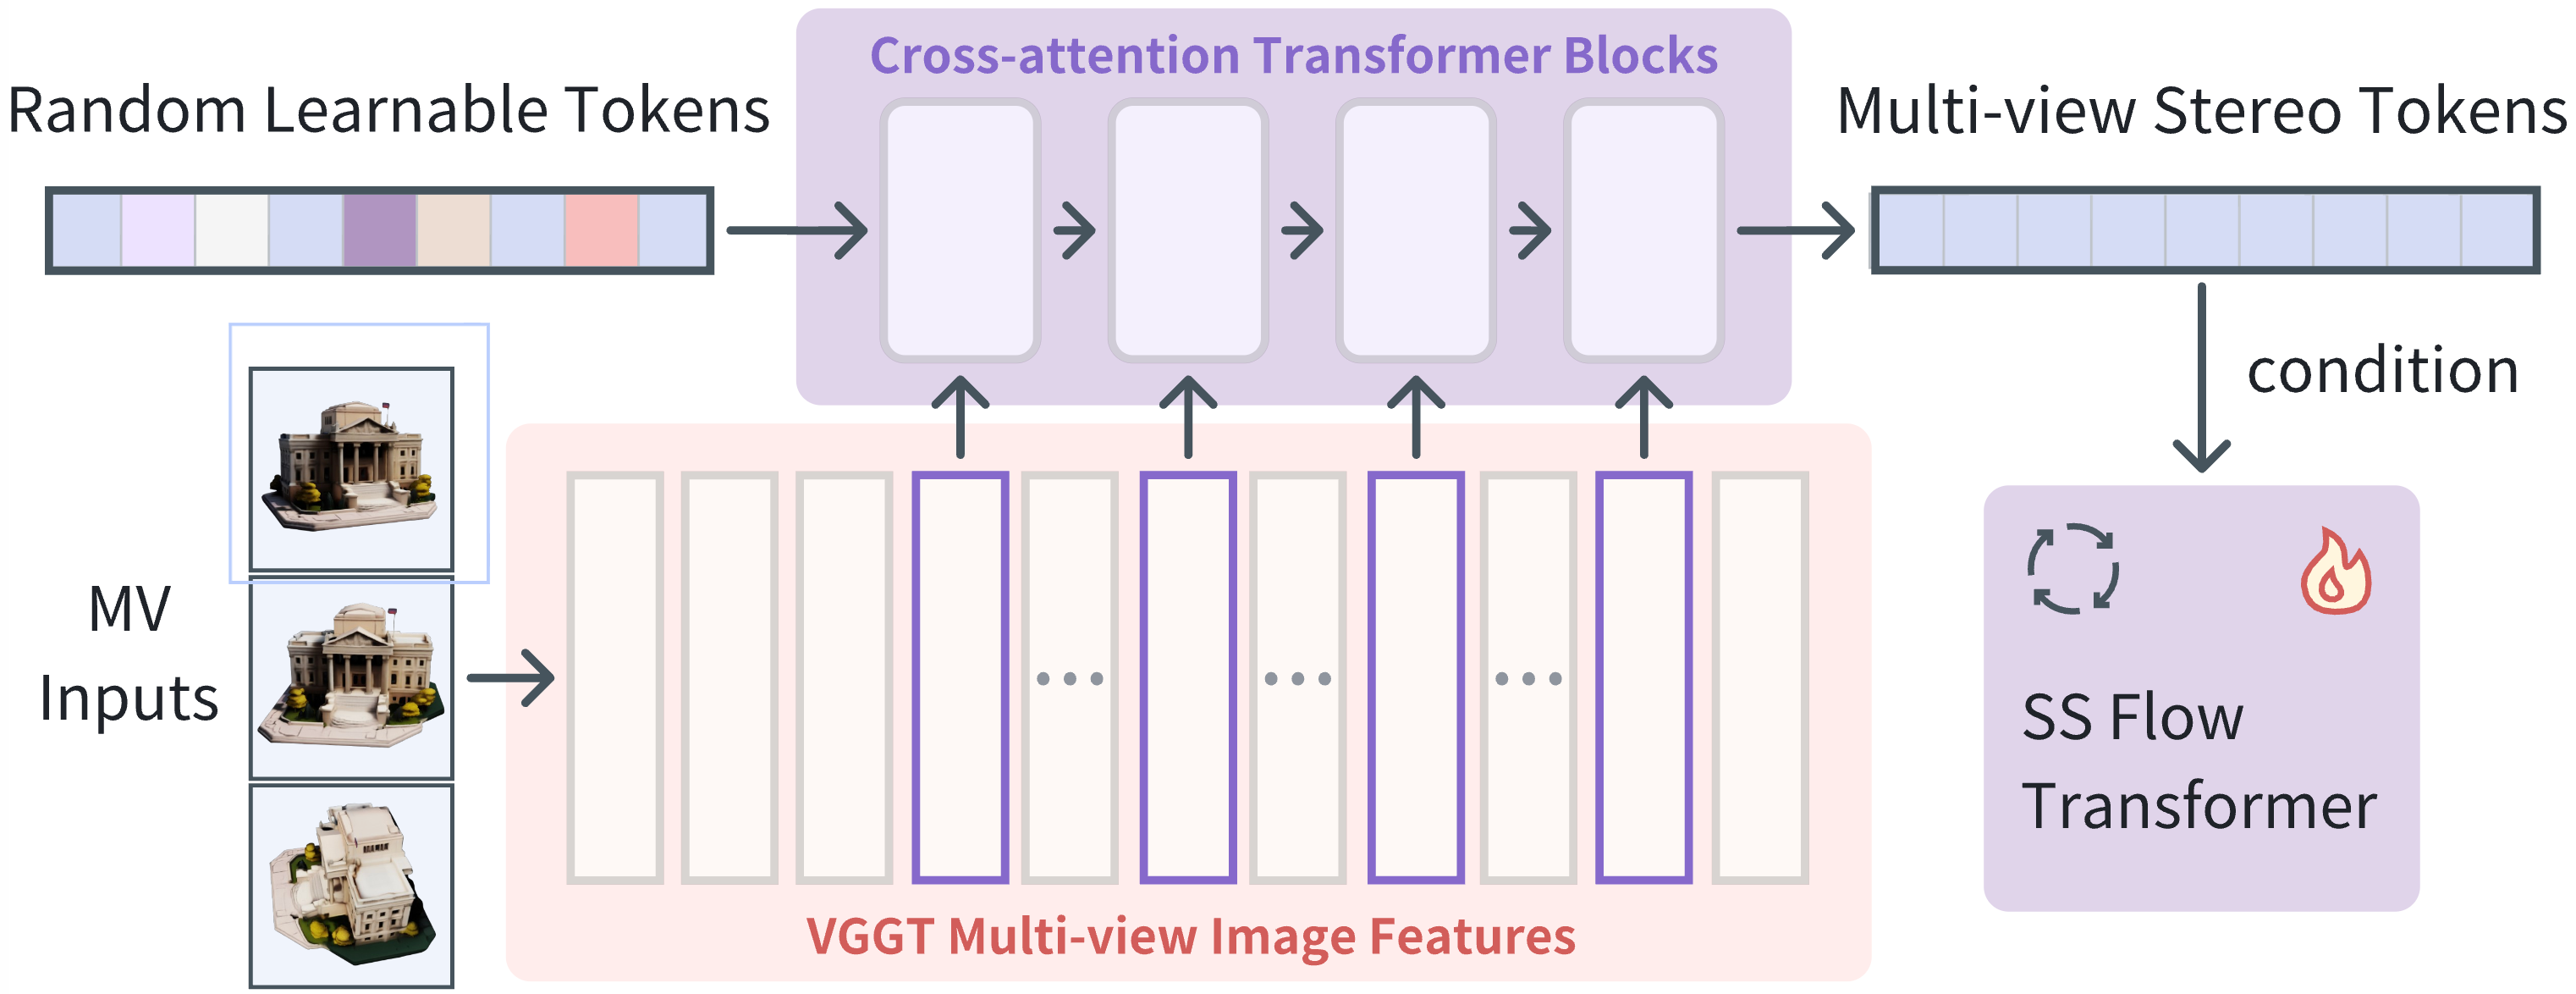 Cross-attention Transformer Blocks
Random Learnable Tokens
Multi-view Stereo Tokens
condition
MV
Inputs
SS Flow
Transformer
VGGT Multi-view Image Features